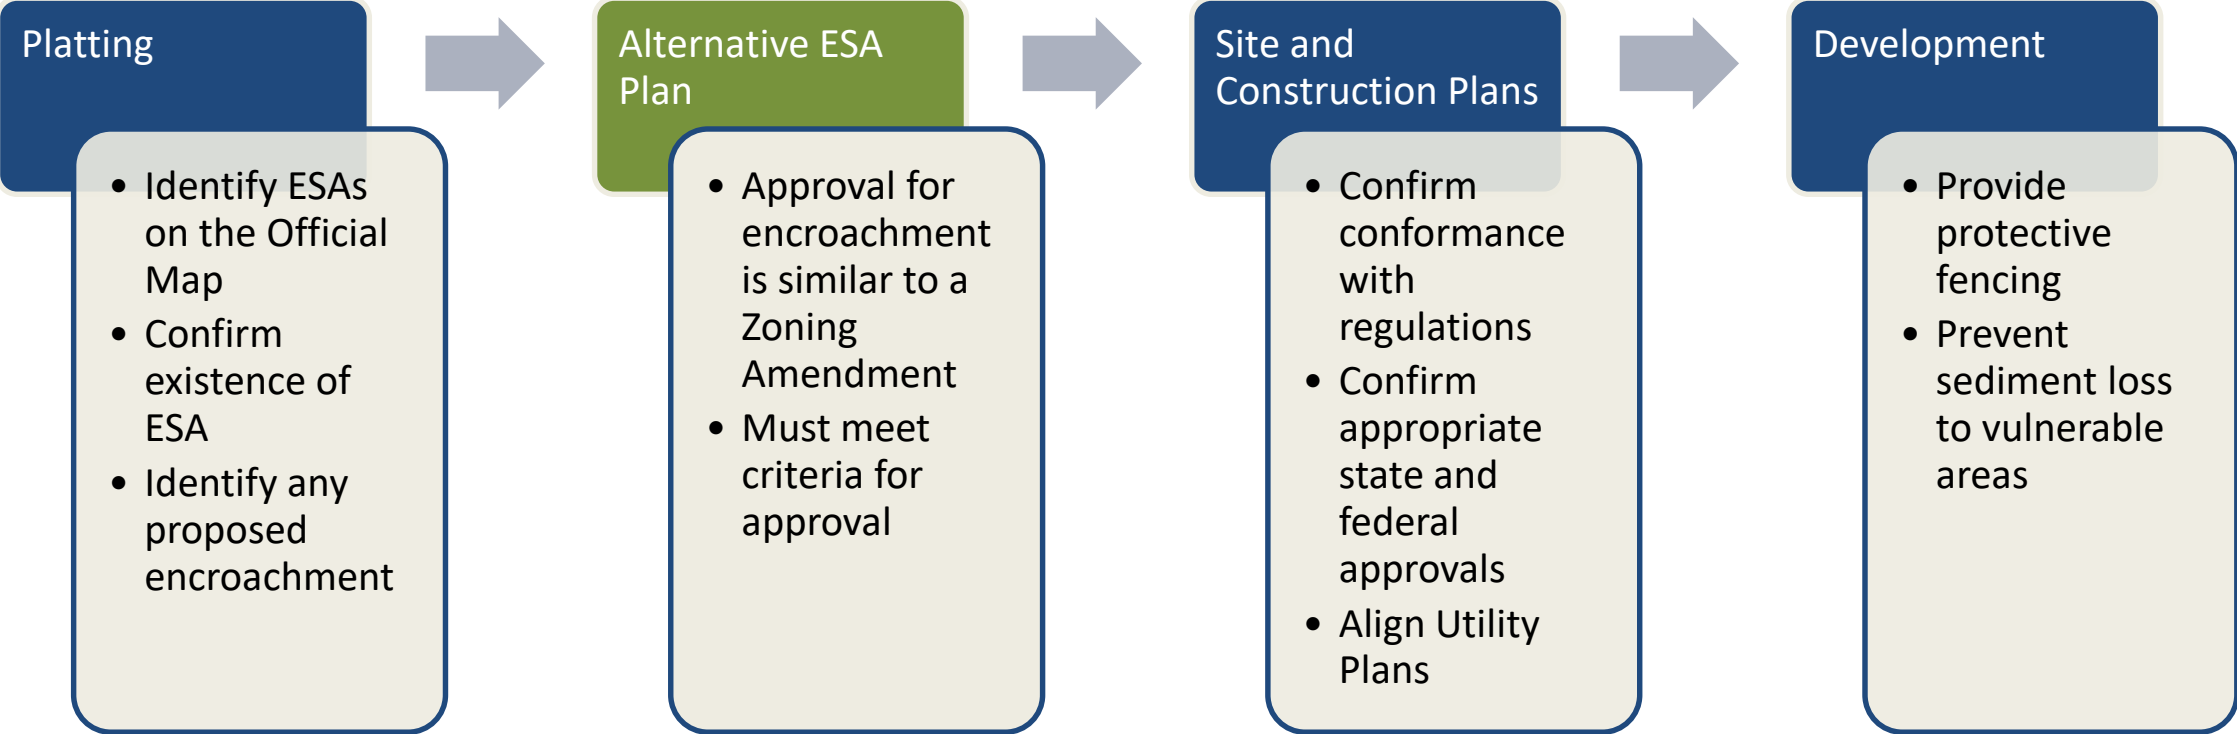 Platting
• Identify ESAs
on the Official
Map
• Confirm
existence of
ESA
• Identify any
proposed
encroachment
Alternative ESA
Plan
• Approval for
encroachment
is similar to a
Zoning
Amendment
• Must meet
criteria for
approval
Site and
Construction Plans
• Confirm
conformance
with
regulations
• Confirm
appropriate
state and
federal
approvals
• Align Utility
Plans
Development
• Provide
protective
fencing
• Prevent
sediment loss
to vulnerable
areas